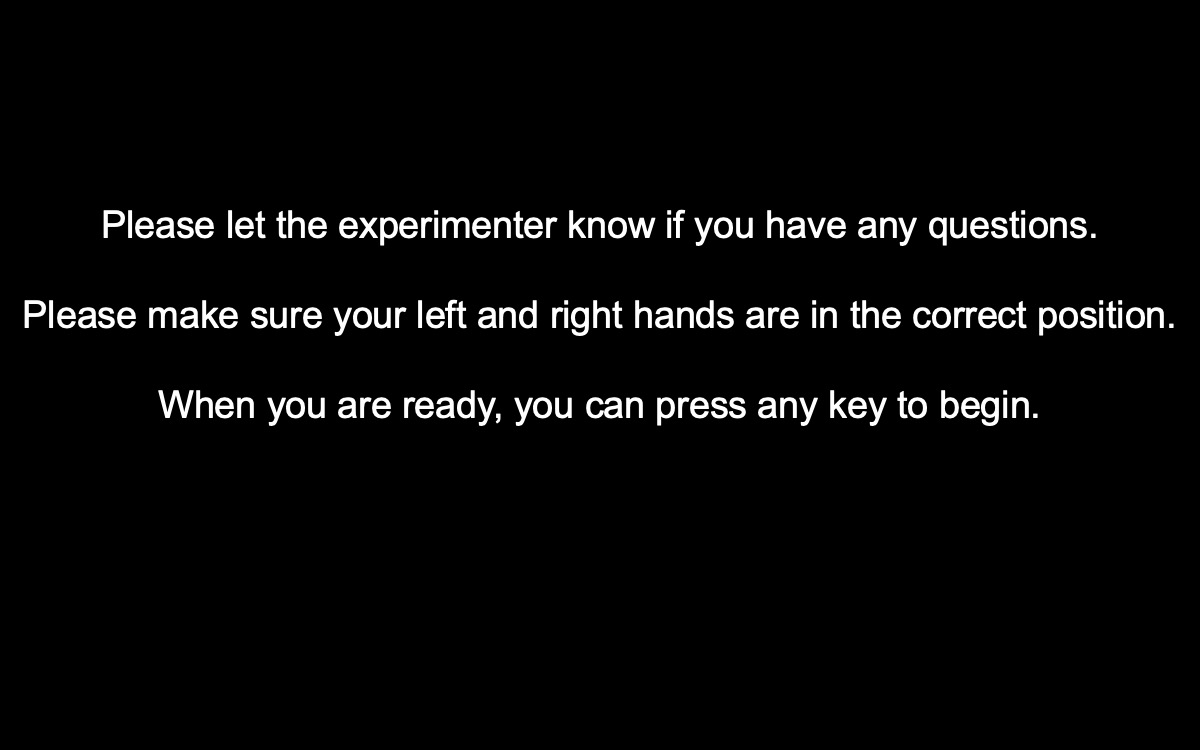 Please let the experimenter know if you have any questions.
Please make sure your left and right hands are in the correct position.
When you are ready, you can press any key to begin.